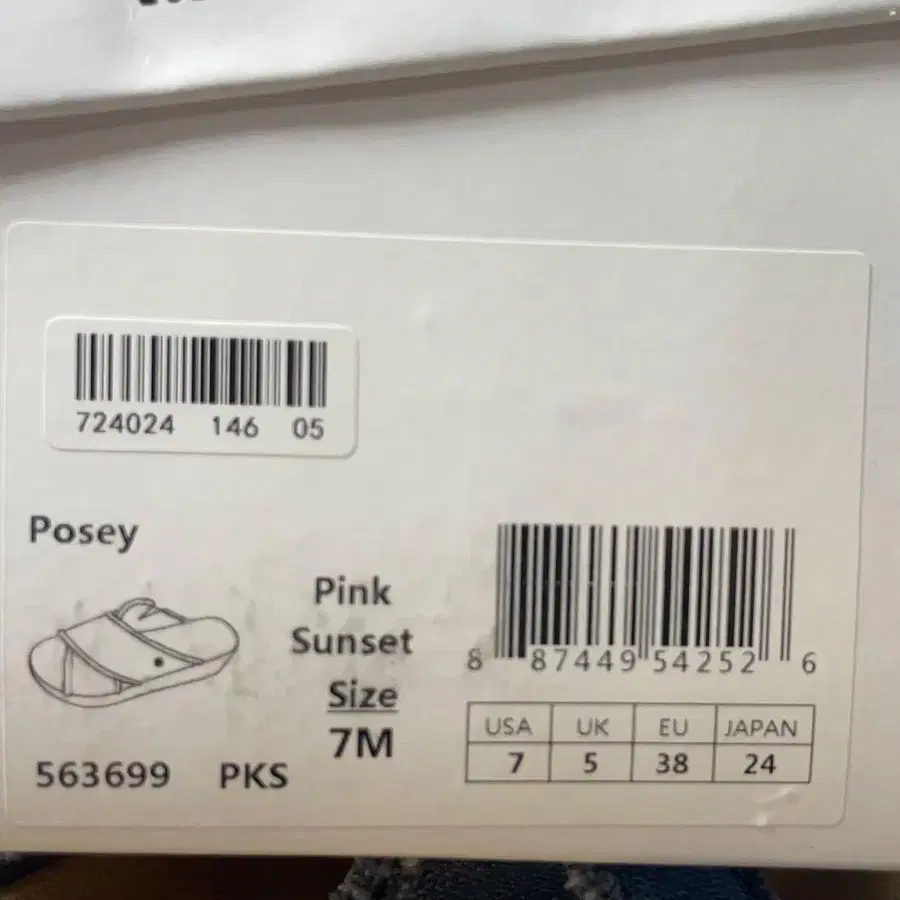 724024 146 05
Posey
Pink
Sunset
Size
7M
563699 PKS
8 87449 54252 6
USA UK EU JAPAN
7 5 38 24